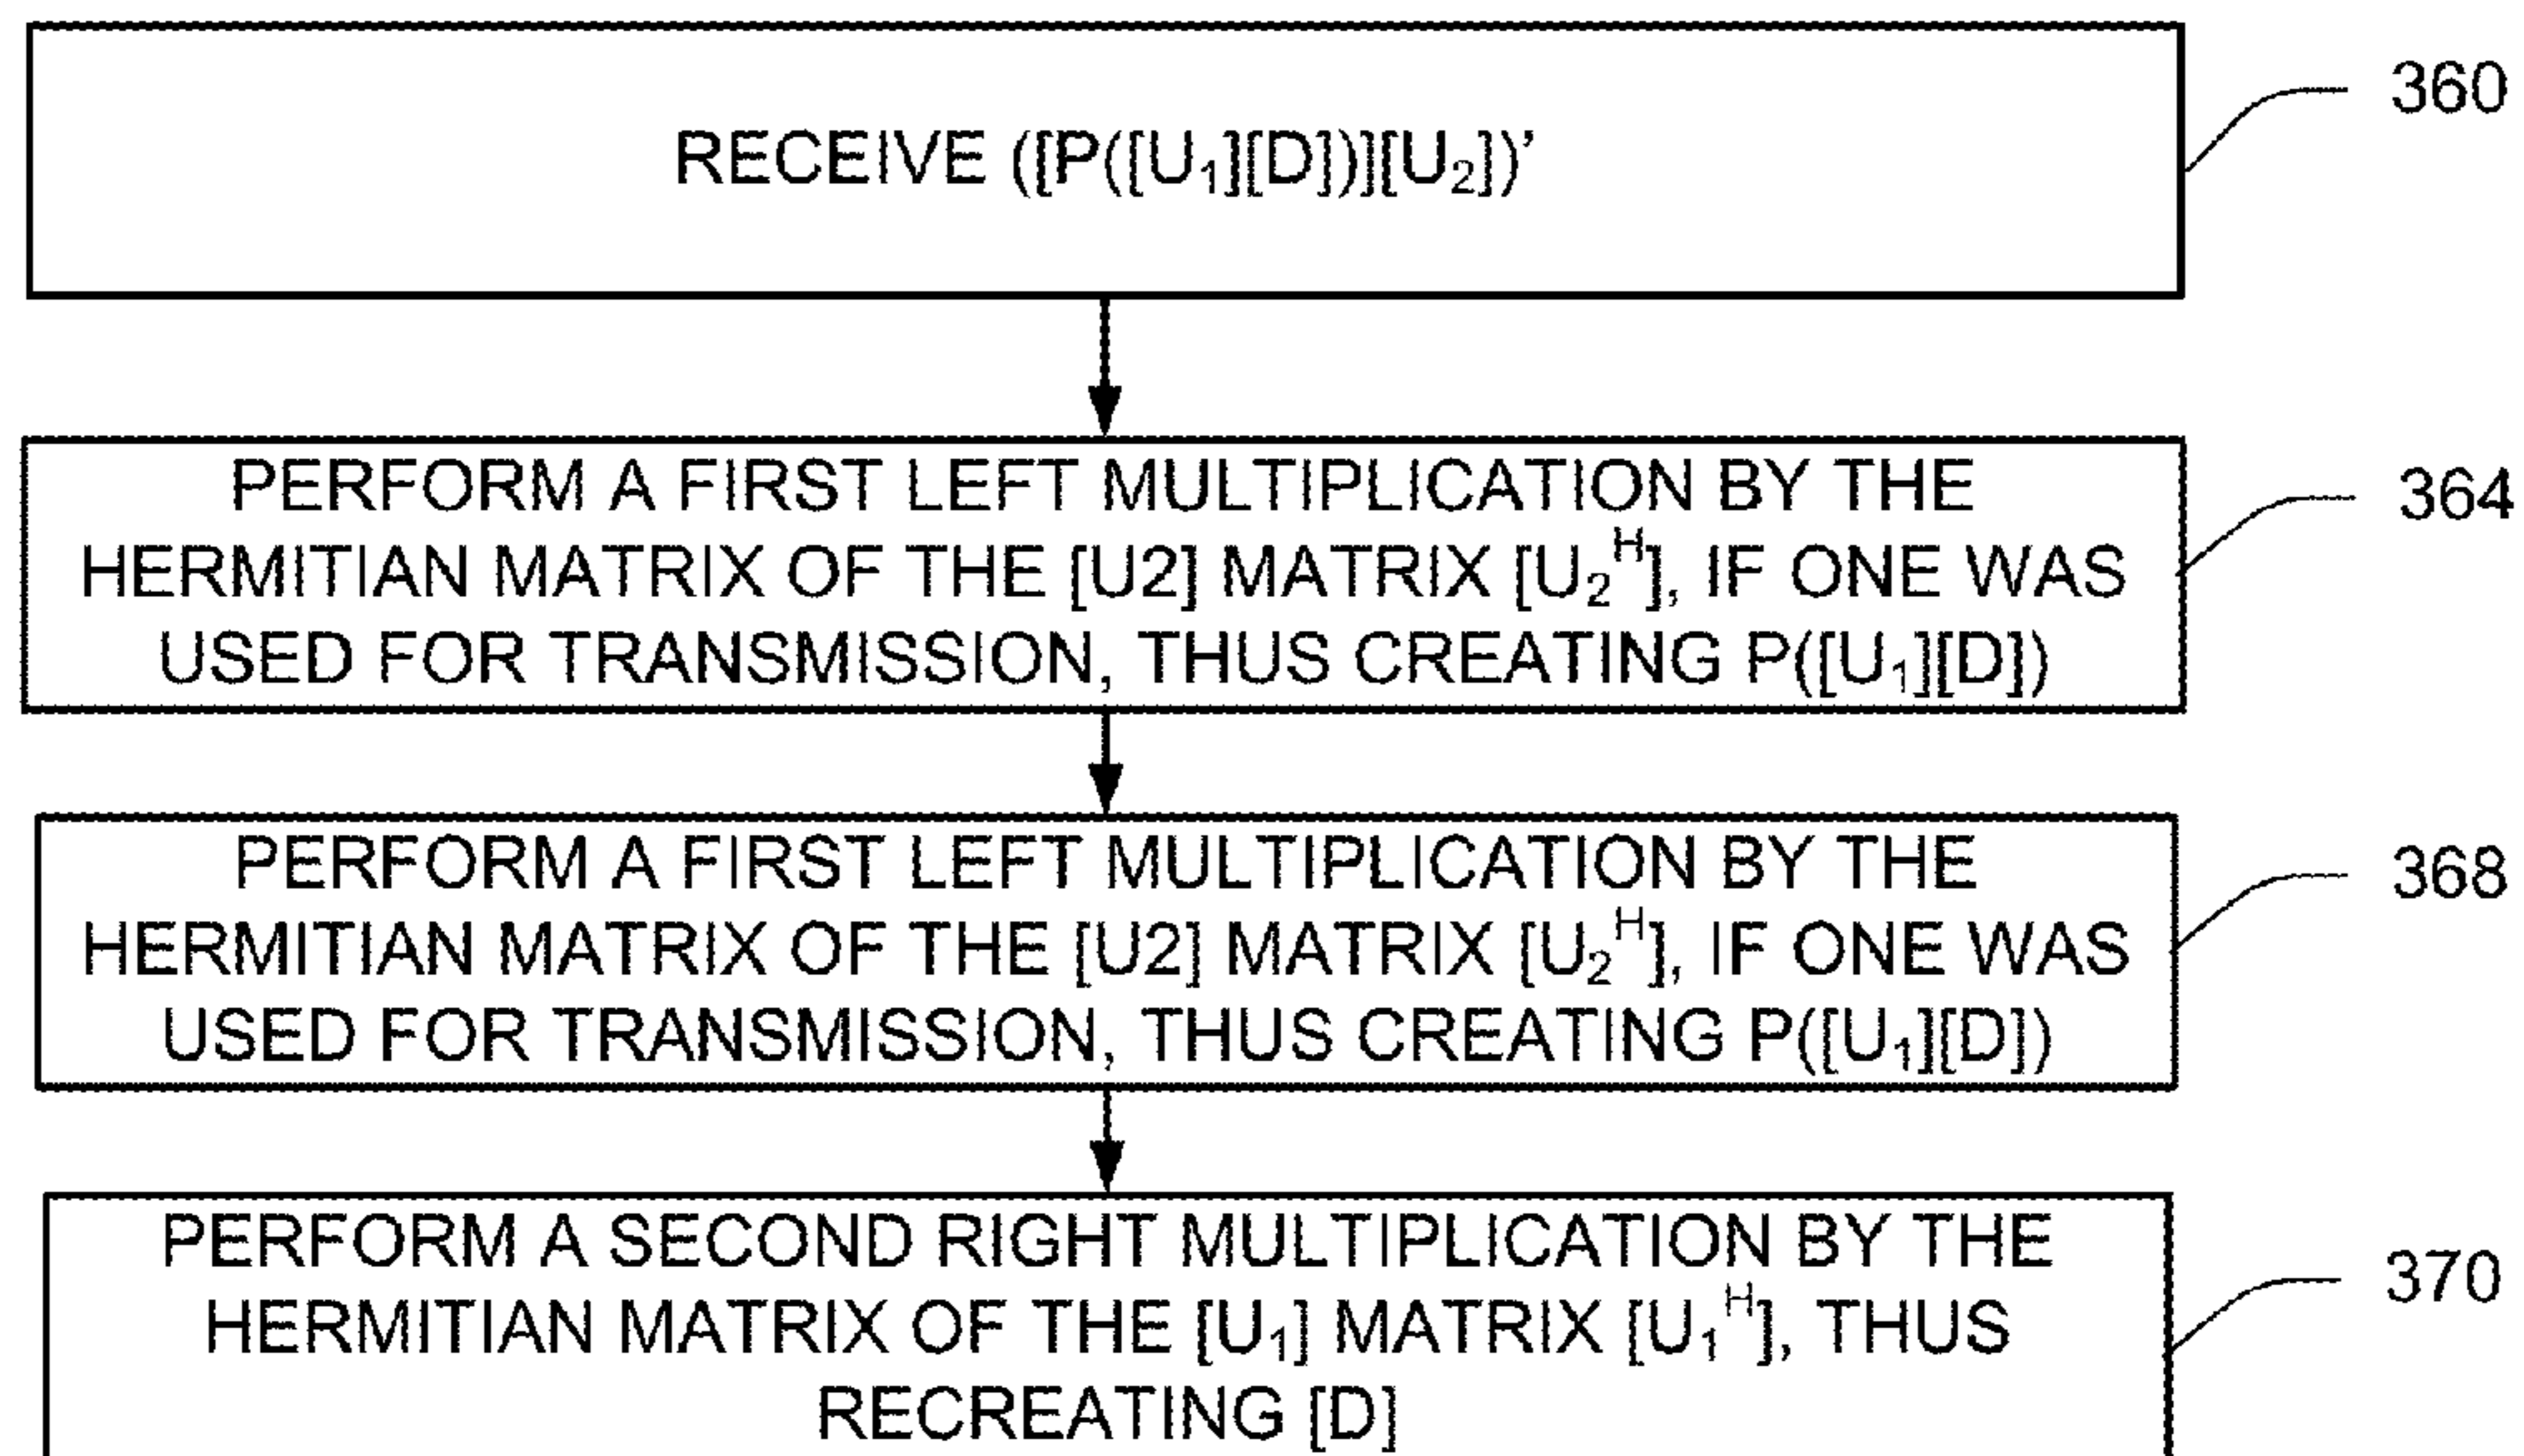 RECEIVE ([P([U₁][D])][U₂])’
360
PERFORM A FIRST LEFT MULTIPLICATION BY THE
HERMITIAN MATRIX OF THE [U2] MATRIX [U₂ᴴ], IF ONE WAS
USED FOR TRANSMISSION, THUS CREATING P([U₁][D])
364
PERFORM A FIRST LEFT MULTIPLICATION BY THE
HERMITIAN MATRIX OF THE [U2] MATRIX [U₂ᴴ], IF ONE WAS
USED FOR TRANSMISSION, THUS CREATING P([U₁][D])
368
PERFORM A SECOND RIGHT MULTIPLICATION BY THE
HERMITIAN MATRIX OF THE [U₁] MATRIX [U₁ᴴ], THUS
RECREATING [D]
370